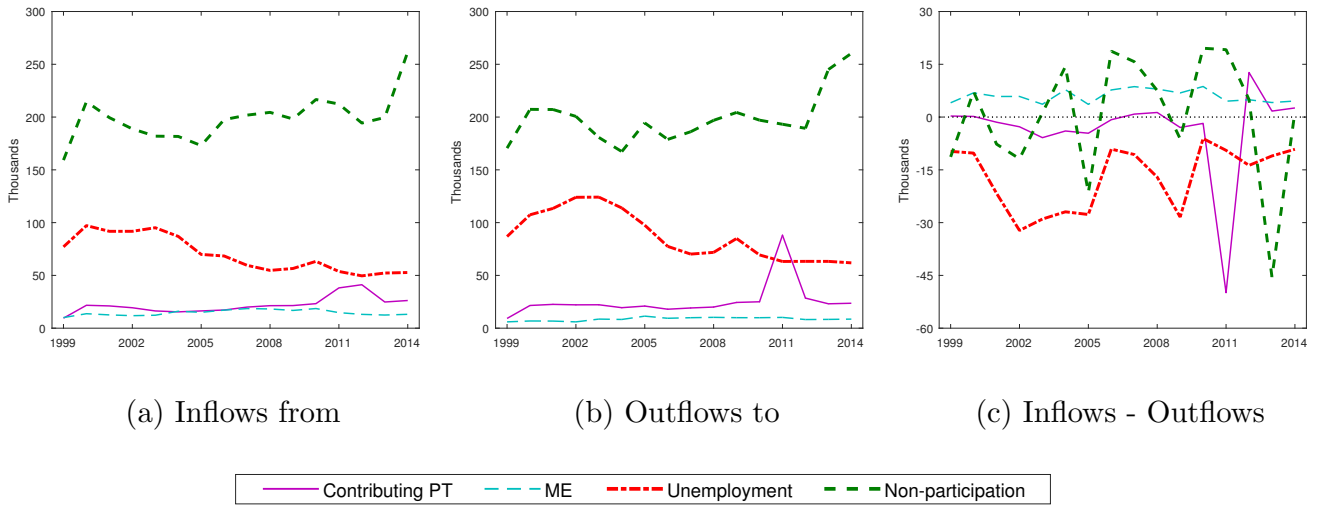 300
250
200
150
100
50
0
Thousands
1999 2002 2005 2008 2011 2014
(a) Inflows from
300
250
200
150
100
50
0
Thousands
1999 2002 2005 2008 2011 2014
(b) Outflows to
30
15
0
-15
-30
-45
-60
Thousands
1999 2002 2005 2008 2011 2014
(c) Inflows - Outflows
Contributing PT ME Unemployment Non-participation